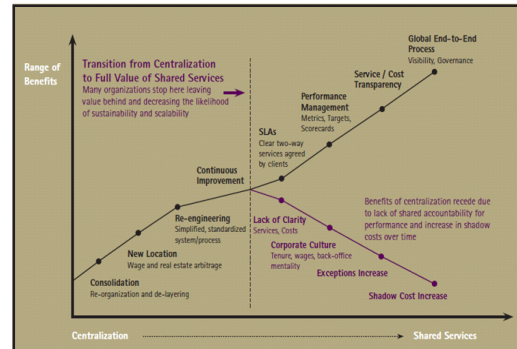 Global End-to-End
Process
Visibility, Governance
Range of
Benefits
Transition from Centralization
to Full Value of Shared Services
Many organizations stop here leaving
value behind and decreasing the likelihood
of sustainability and scalability
Service / Cost
Transparency
Performance
Management
Metrics, Targets,
Scorecards
SLAs
Clear two-way
services agreed
by clients
Continuous
Improvement
Re-engineering
Simplified, standardized
system/process
New Location
Wage and real estate arbitrage
Consolidation
Re-organization and de-layering
Lack of Clarity
Services, Costs
Corporate Culture
Tenure, wages, back-office
mentality
Exceptions Increase
Shadow Cost Increase
Benefits of centralization recede due
to lack of shared accountability for
performance and increase in shadow
costs over time
Centralization
Shared Services